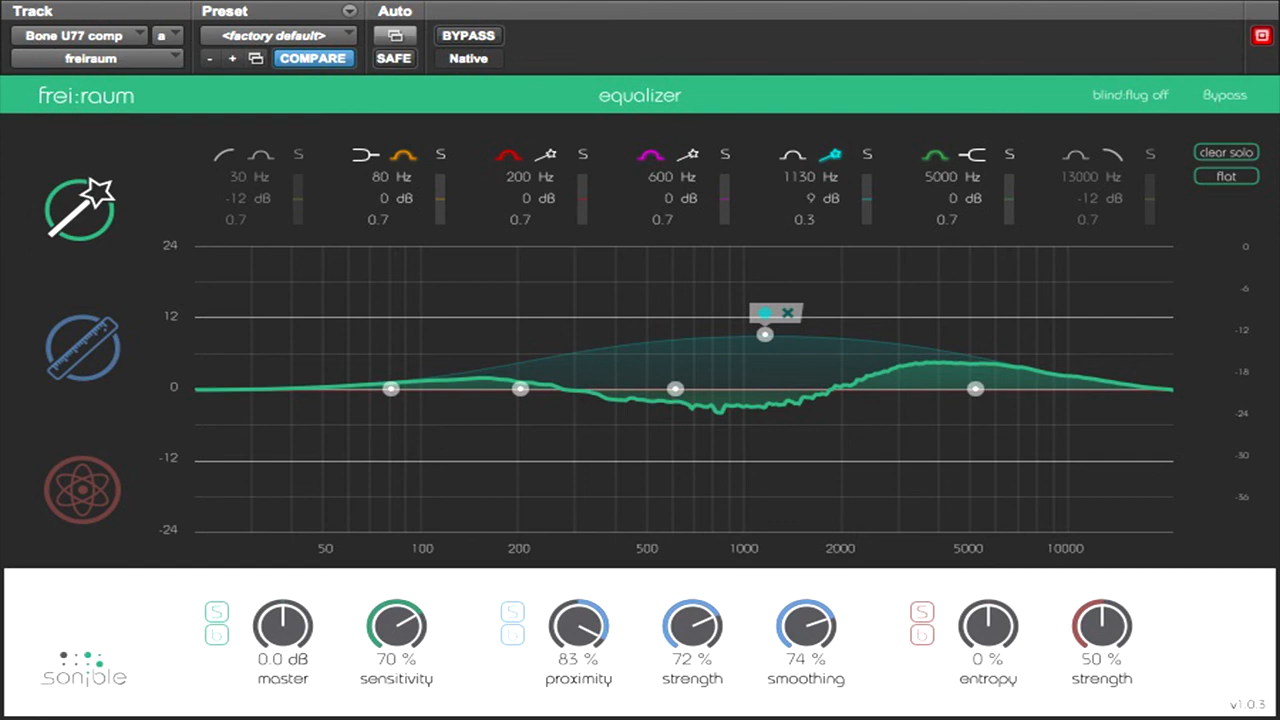 Track Preset Auto
Bone U77 comp a <factory default> BYPASS
freiraum - + COMPARE SAFE Native
frei:raum equalizer blind:flug off Bypass
S S S S S S S clear solo
30 Hz 80 Hz 200 Hz 600 Hz 1130 Hz 5000 Hz 13000 Hz flat
-12 dB 0 dB 0 dB 0 dB 9 dB 0 dB -12 dB
0.7 0.7 0.7 0.7 0.3 0.7 0.7
24 0
-6
12 -12
0 -18
-24
-12 -30
-36
-24
50 100 200 500 1000 2000 5000 10000
S S S
b b b
0.0 dB 70 % 83 % 72 % 74 % 0 % 50 %
sonible master sensitivity proximity strength smoothing entropy strength
v1.0.3